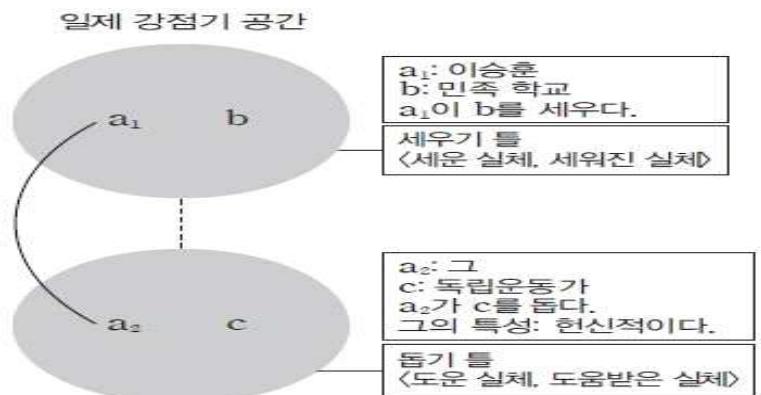 일제 강점기 공간
a₁ b
a₁: 이승훈
b: 민족 학교
a₁이 b를 세우다.
세우기 틀
〈세운 실체, 세워진 실체〉
a₂ c
a₂: 그
c: 독립운동가
a₂가 c를 돕다.
그의 특성: 헌신적이다.
돕기 틀
〈도운 실체, 도움받은 실체〉